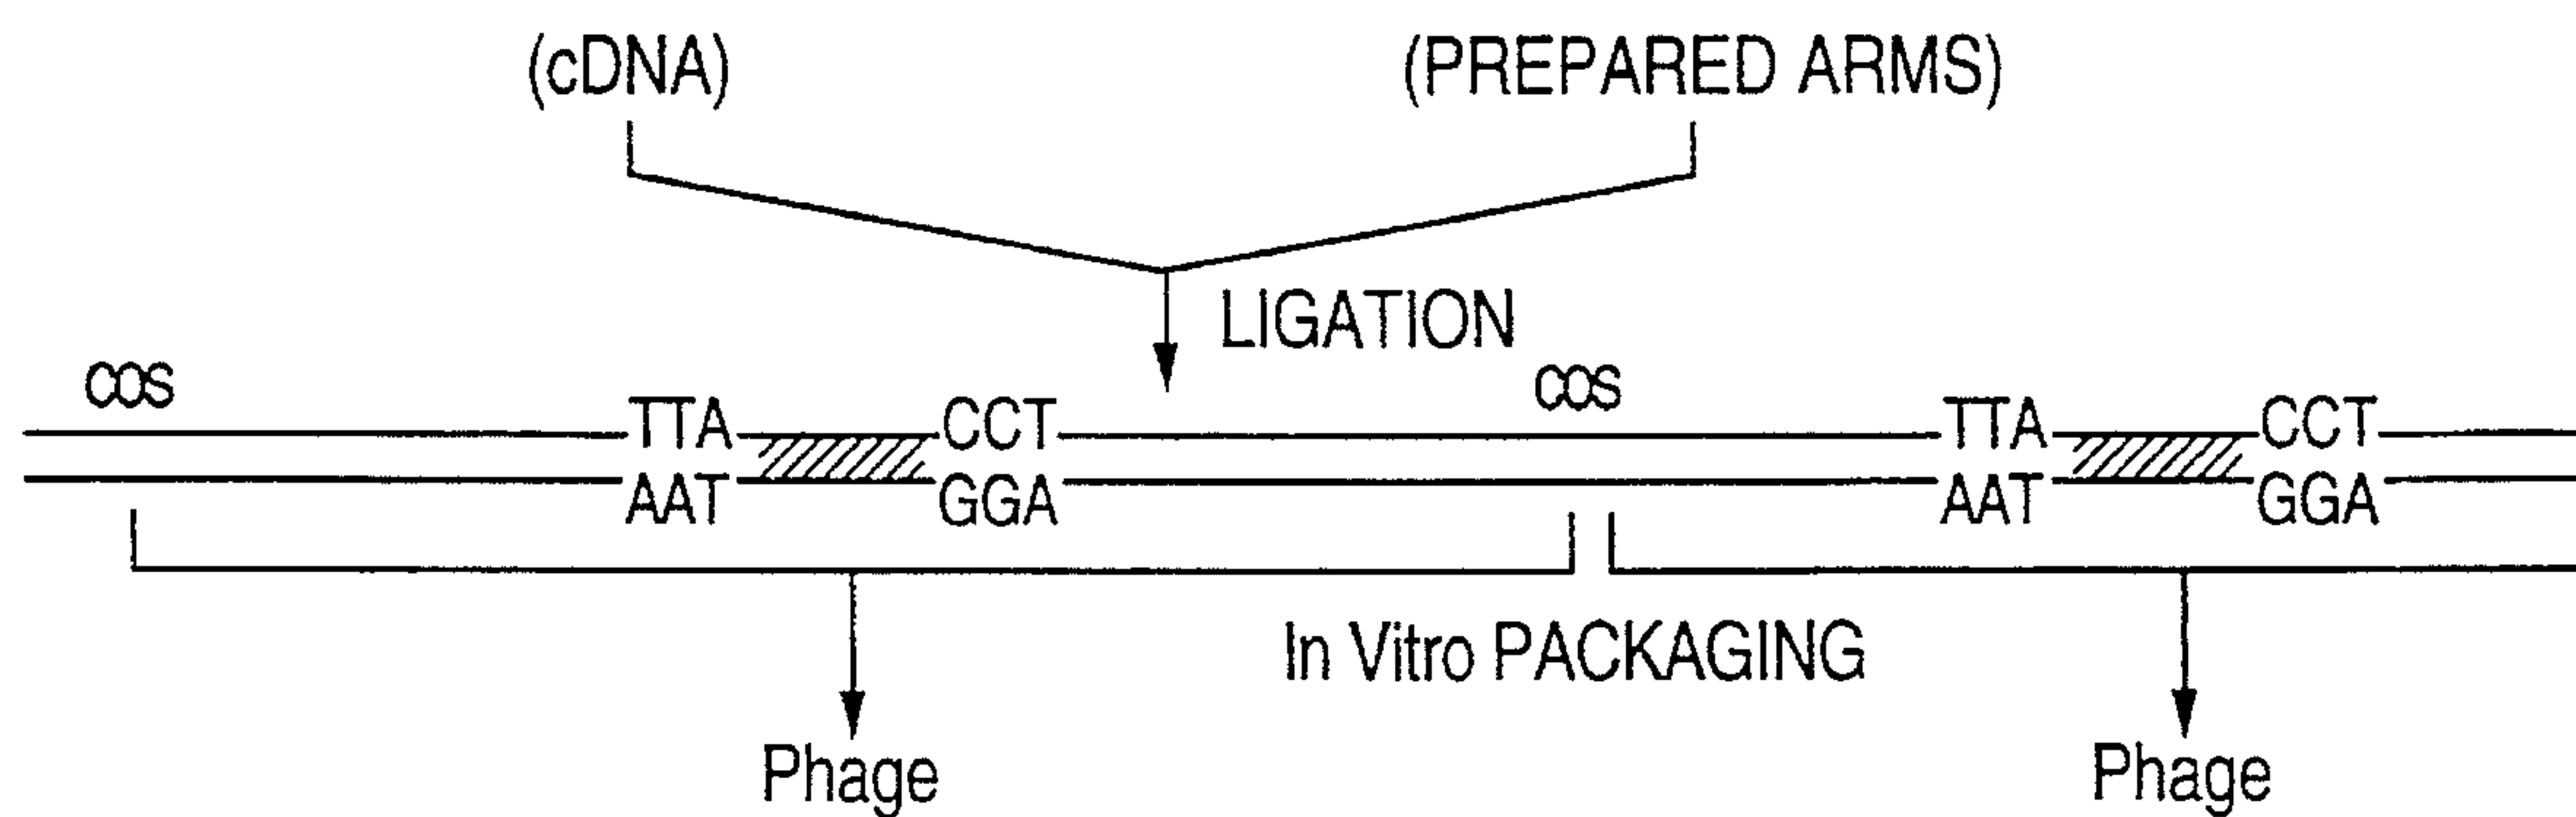 (cDNA) (PREPARED ARMS)
LIGATION
cos cos
TTA CCT TTA CCT
AAT GGA AAT GGA
In Vitro PACKAGING
Phage Phage